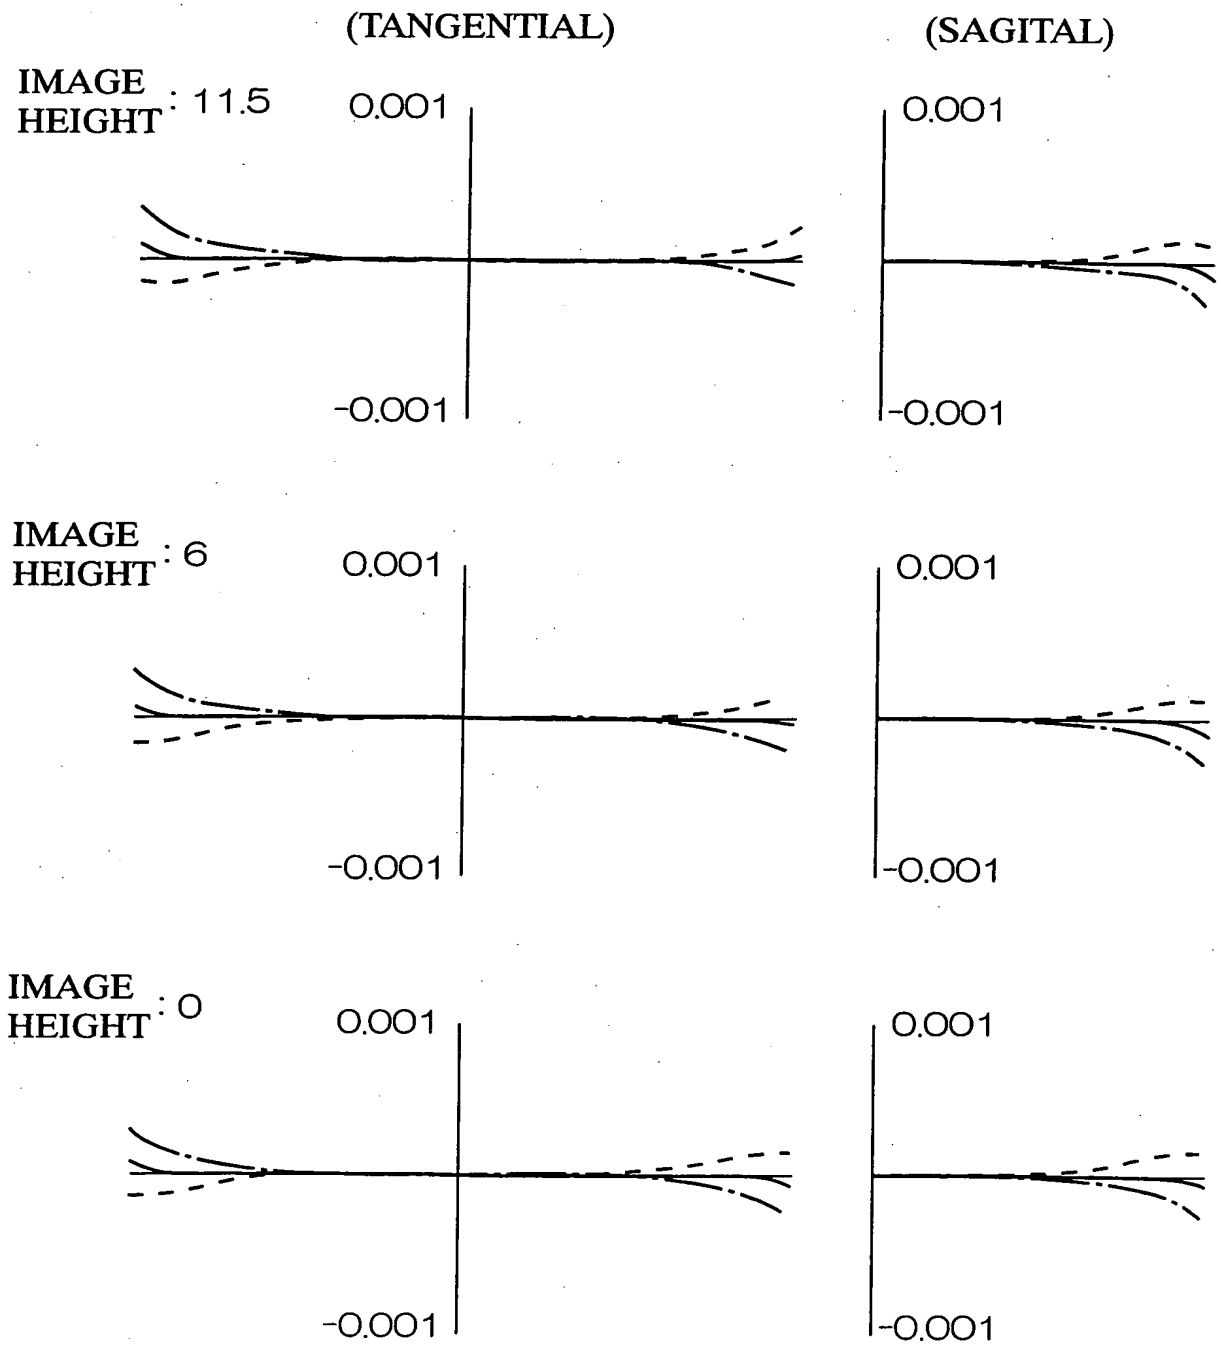 (TANGENTIAL) (SAGITAL)
IMAGE
HEIGHT : 11.5
0.001 0.001
-0.001 -0.001
IMAGE
HEIGHT : 6
0.001 0.001
-0.001 -0.001
IMAGE
HEIGHT : 0
0.001 0.001
-0.001 -0.001